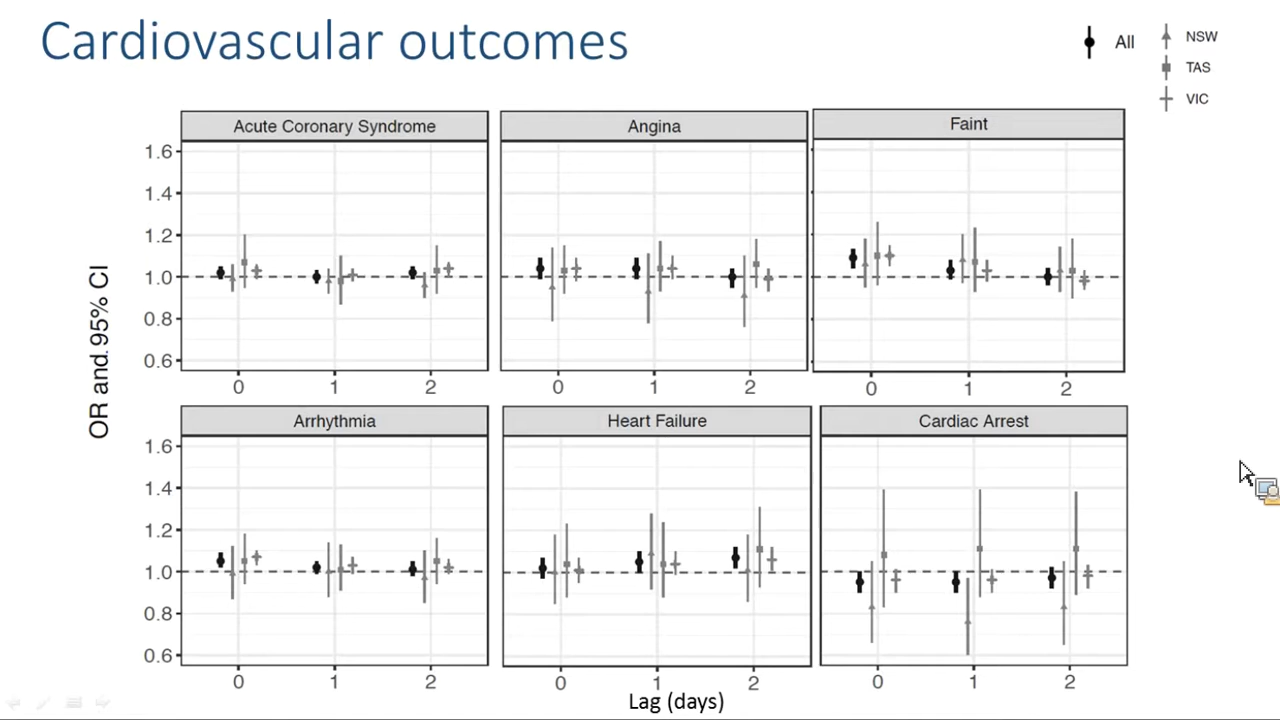 Cardiovascular outcomes
All
NSW
TAS
VIC
Acute Coronary Syndrome
Angina
Faint
1.6
1.4
1.2
1.0
0.8
0.6
0 1 2
0 1 2
0 1 2
OR and 95% CI
Arrhythmia
Heart Failure
Cardiac Arrest
1.6
1.4
1.2
1.0
0.8
0.6
0 1 2
0 1 2
0 1 2
Lag (days)